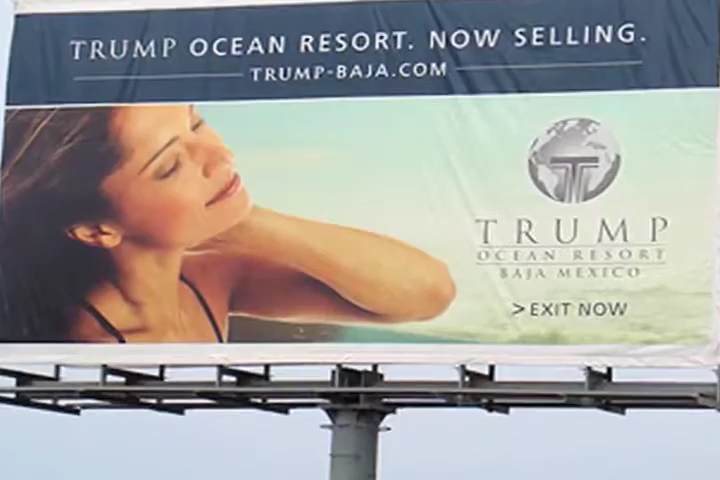 TRUMP OCEAN RESORT. NOW SELLING.
TRUMP-BAJA.COM
T
TRUMP
OCEAN RESORT
BAJA MEXICO
>EXIT NOW